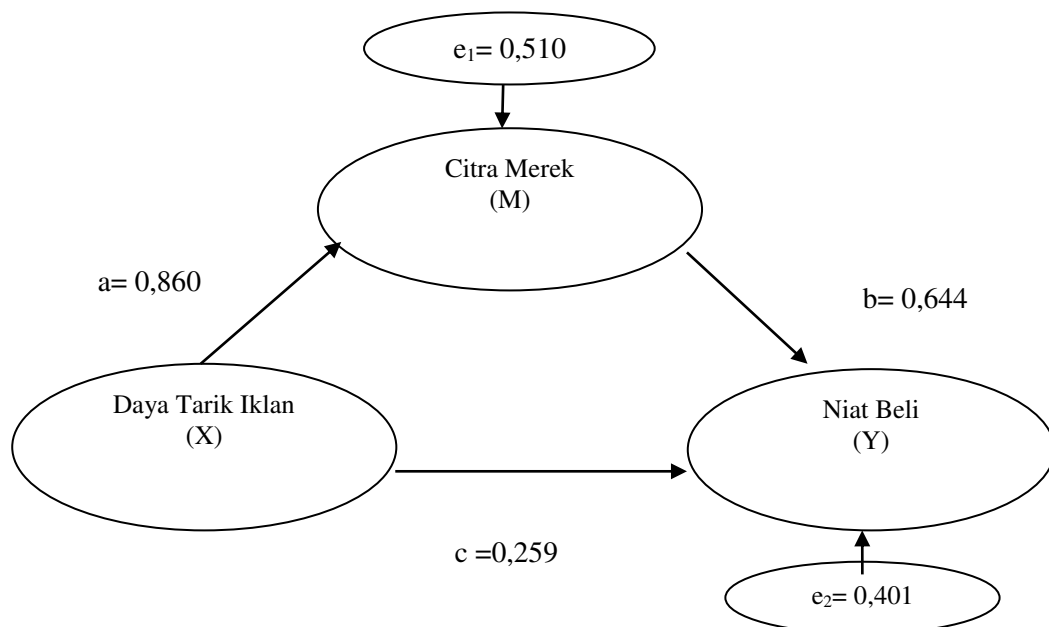 e₁= 0,510
Citra Merek
(M)
a= 0,860
b= 0,644
Daya Tarik Iklan
(X)
Niat Beli
(Y)
c =0,259
e₂= 0,401